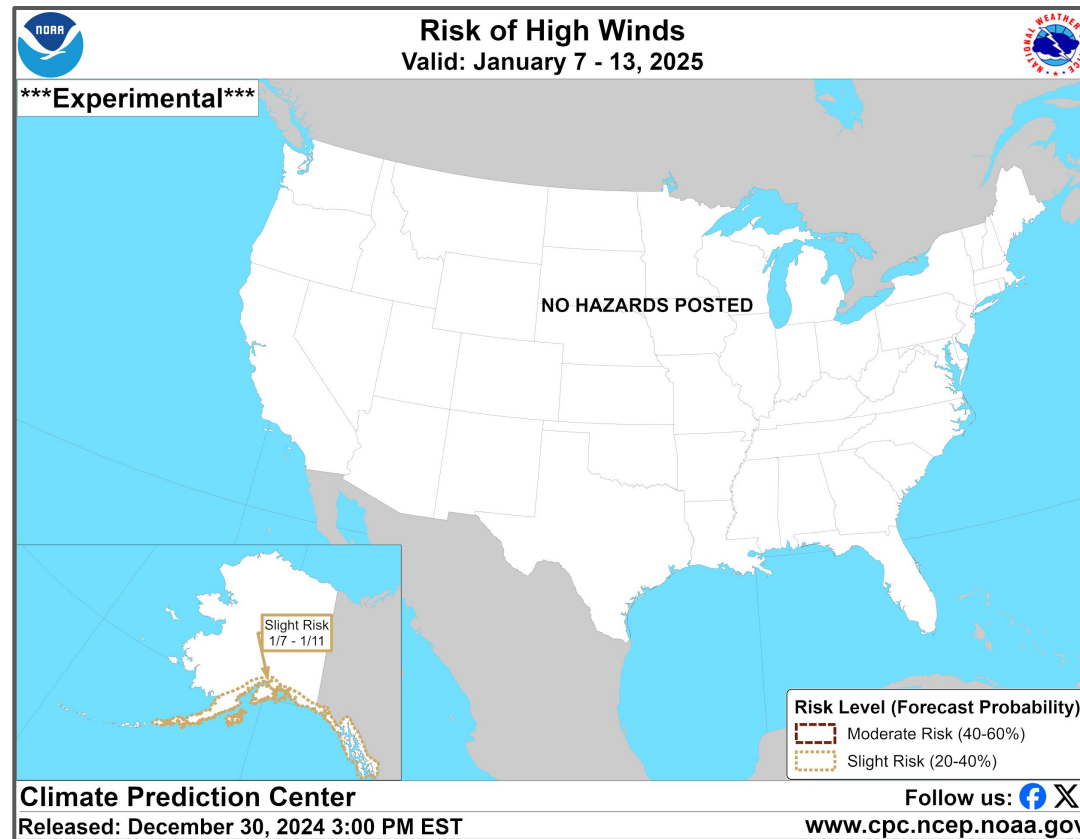 NOAA
Risk of High Winds
Valid: January 7 - 13, 2025
NATIONAL WEATHER
***Experimental***
NO HAZARDS POSTED
Slight Risk
1/7 - 1/11
Risk Level (Forecast Probability)
Moderate Risk (40-60%)
Slight Risk (20-40%)
Climate Prediction Center
Follow us:
Released: December 30, 2024 3:00 PM EST
www.cpc.ncep.noaa.gov